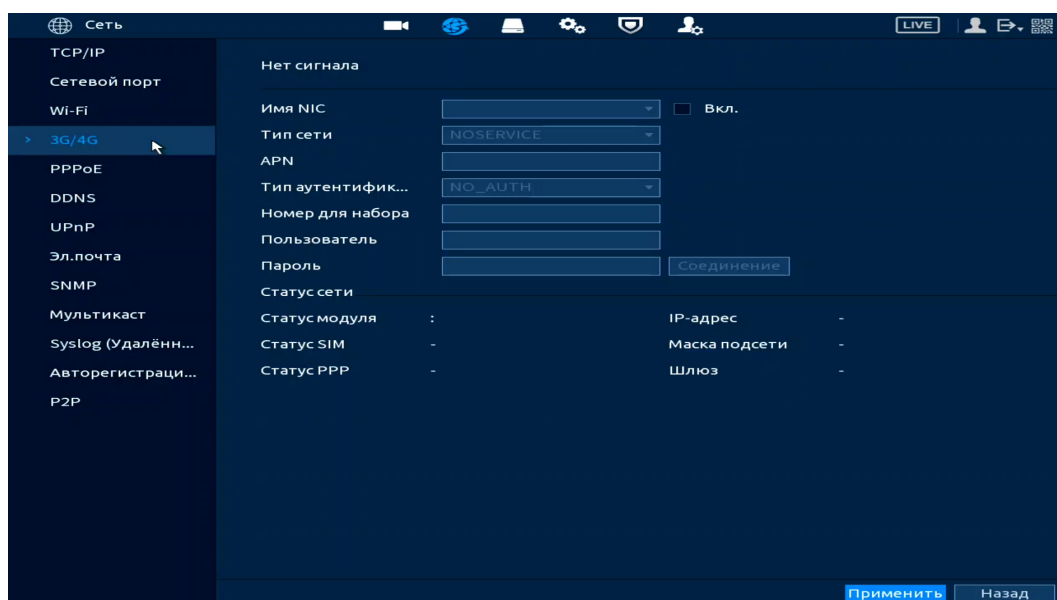 Сеть
LIVE
TCP/IP
Сетевой порт
Wi-Fi
> 3G/4G
PPPoE
DDNS
UPnP
Эл.почта
SNMP
Мультикаст
Syslog (Удалённ...
Авторегистраци...
P2P
Нет сигнала
Имя NIC Вкл.
Тип сети NOSERVICE
APN
Тип аутентифик... NO_AUTH
Номер для набора
Пользователь
Пароль Соединение
Статус сети
Статус модуля : IP-адрес -
Статус SIM - Маска подсети -
Статус PPP - Шлюз -
Применить Назад